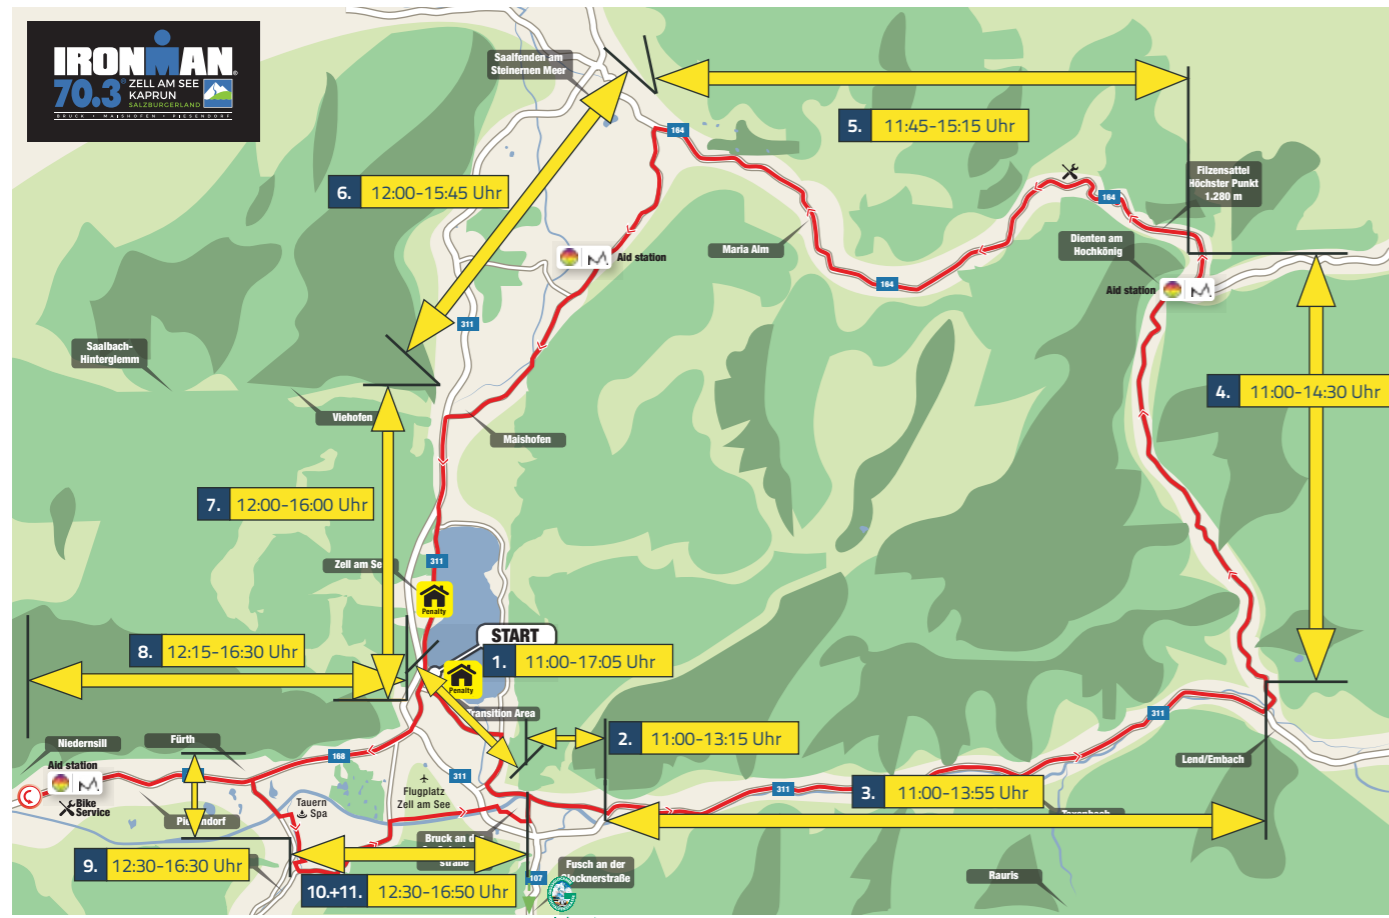 IRONMAN
70.3 ZELL AM SEE
KAPRUN
SALZBURGERLAND
BRUCK • MAISHOFEN • PIESENDORF
Saalfenden am
Steinernen Meer
164
5. 11:45-15:15 Uhr
6. 12:00-15:45 Uhr
Filzensattel
Höchster Punkt
1.280 m
164
Dienten am
Hochkönig
Maria Alm
Aid station
164
Aid station
311
Saalbach-
Hinterglemm
4. 11:00-14:30 Uhr
Viehofen
Maishofen
7. 12:00-16:00 Uhr
311
Zell am Se
Penalty
START
8. 12:15-16:30 Uhr
1. 11:00-17:05 Uhr
Penalty
Transition Area
311
2. 11:00-13:15 Uhr
Niedernsill
Fürth
168
Lend/Embach
Aid station
311
Flugplatz
Zell am See
311
3. 11:00-13:55 Uhr
Bike
Service
Tauern
Spa
Bruck an de
straße
9. 12:30-16:30 Uhr
10.+11. 12:30-16:50 Uhr
Fusch an der
Glocknerstraße
107
Rauris